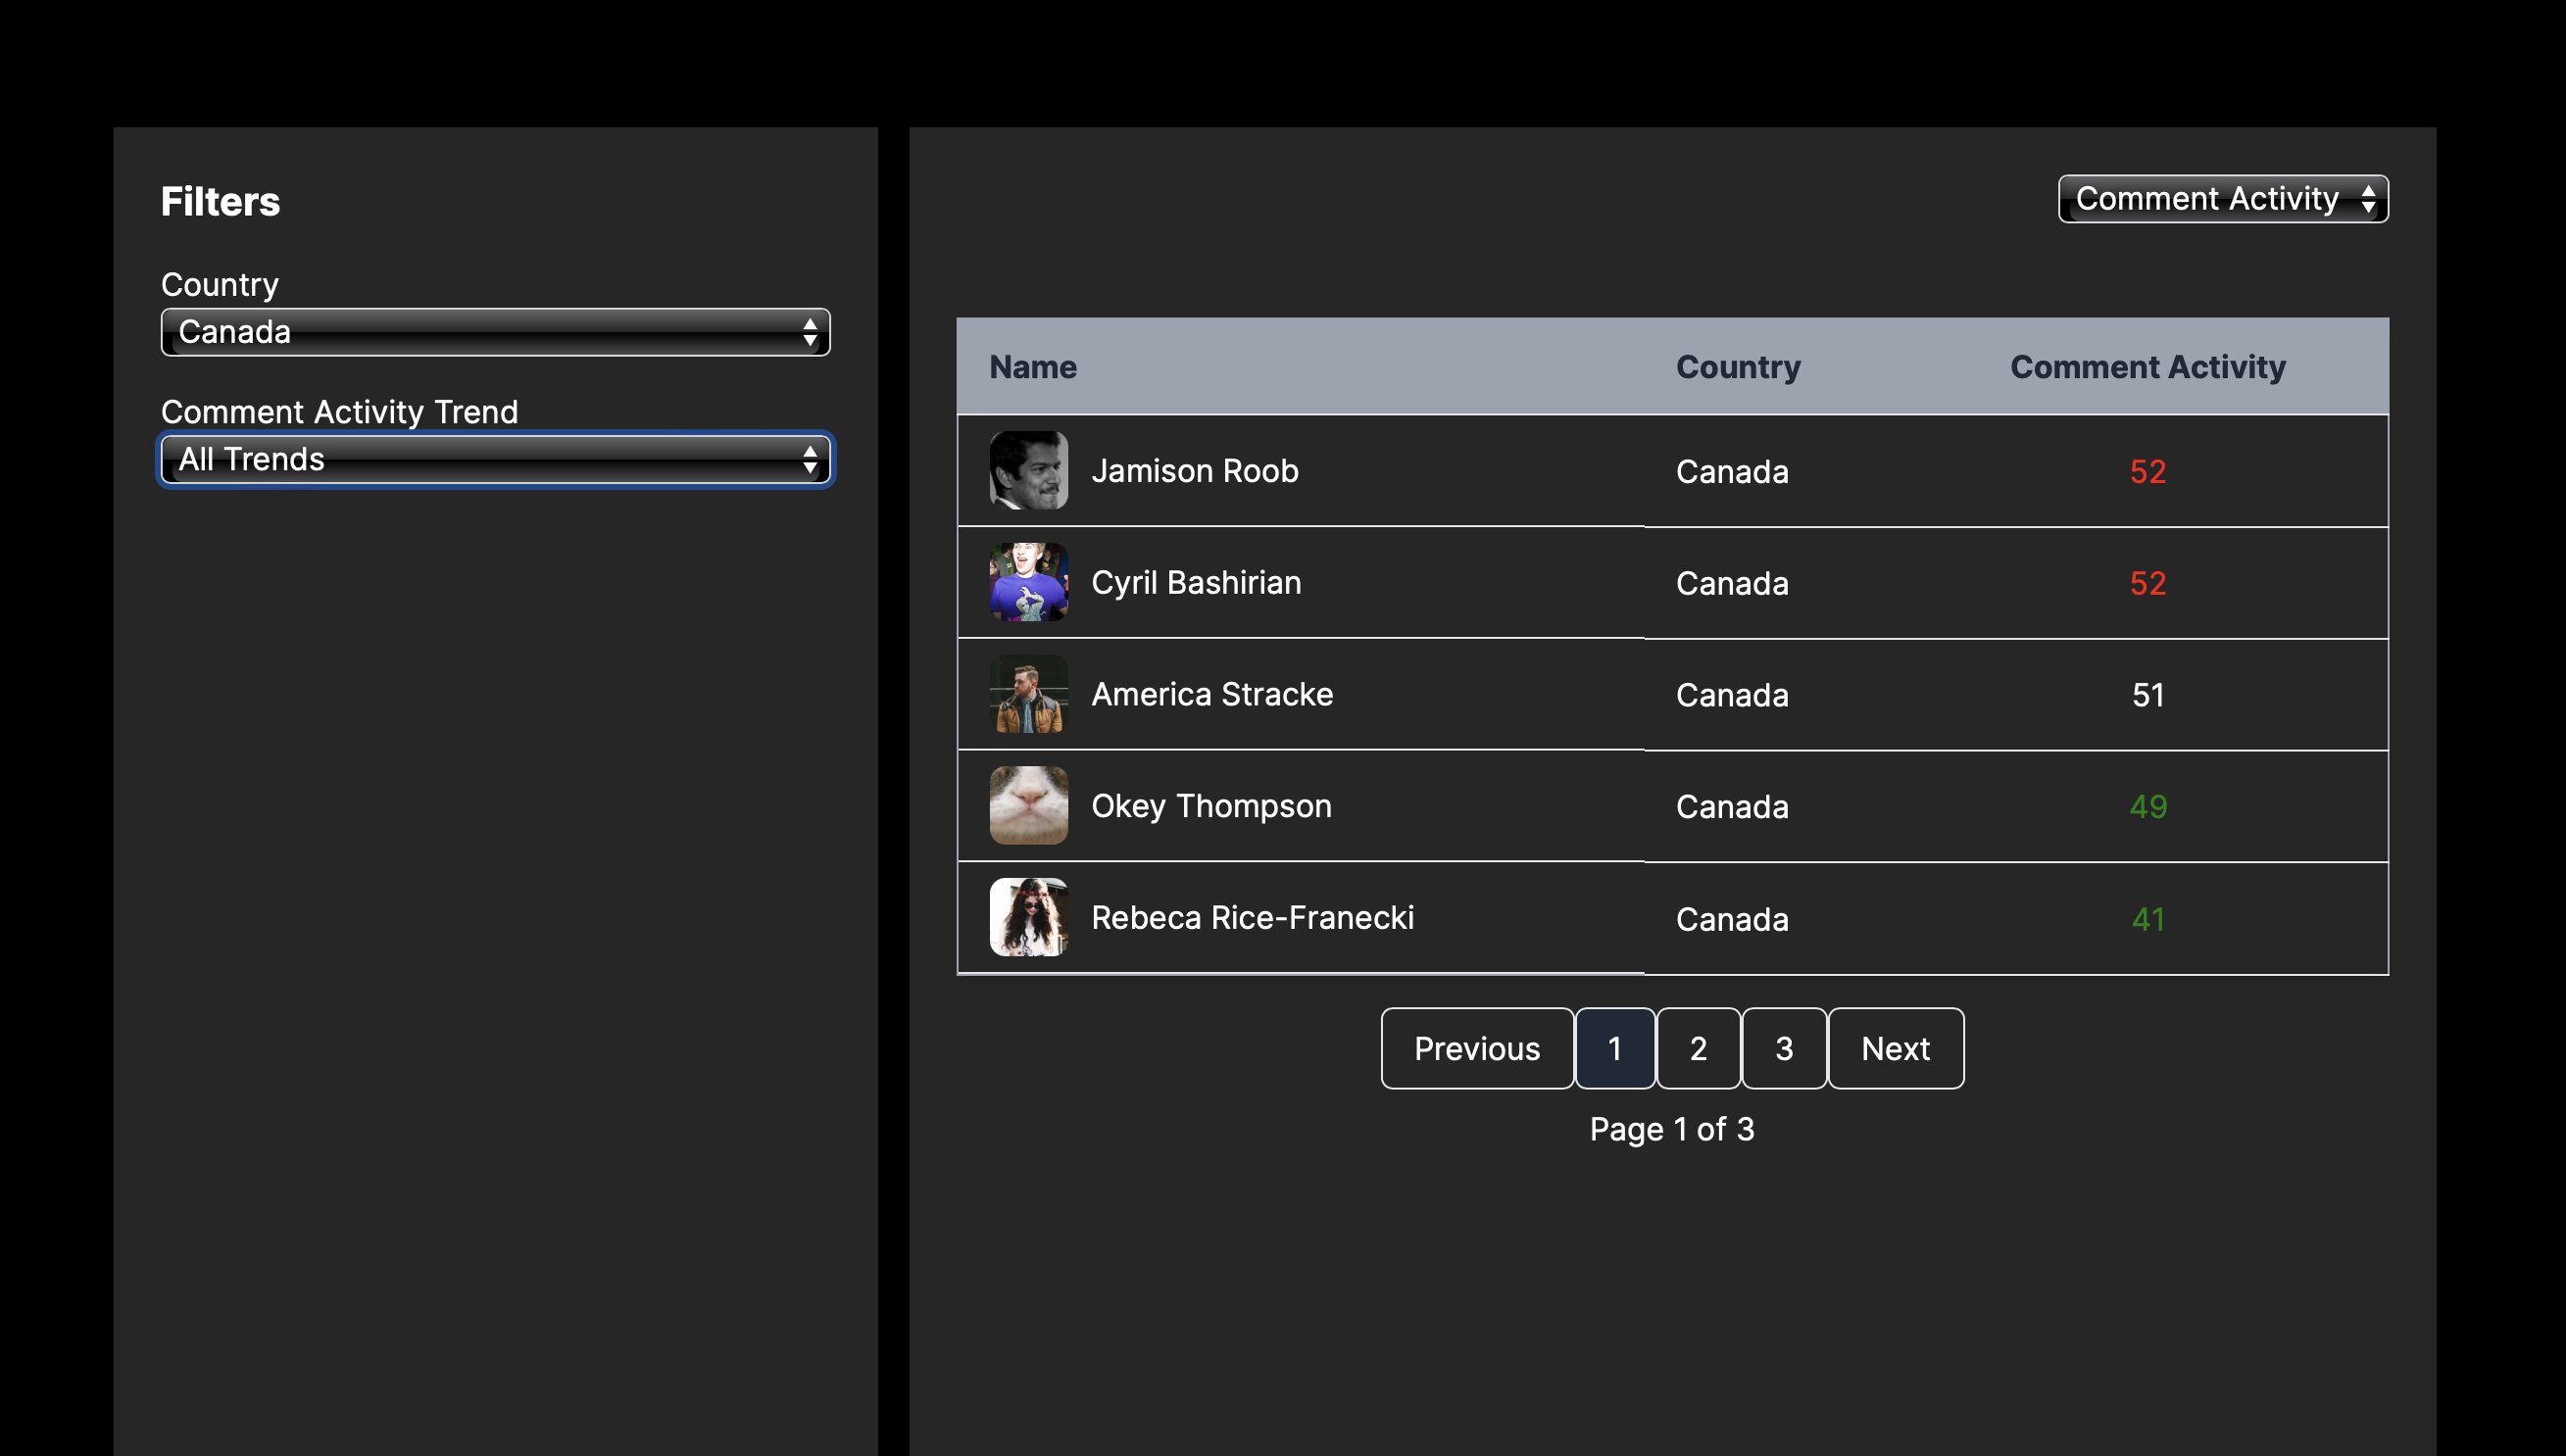 Filters
Country
Canada
Comment Activity Trend
All Trends
Comment Activity
Name Country Comment Activity
Jamison Roob Canada 52
Cyril Bashirian Canada 52
America Stracke Canada 51
Okey Thompson Canada 49
Rebeca Rice-Franecki Canada 41
Previous 1 2 3 Next
Page 1 of 3